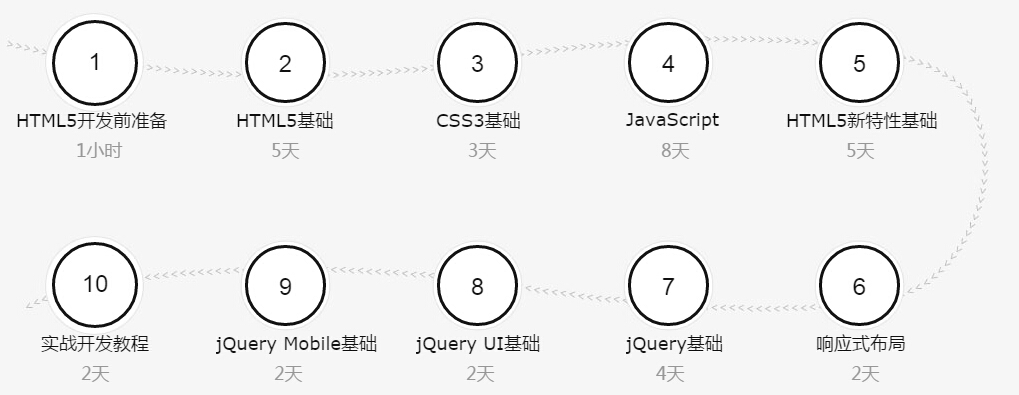 1 2 3 4 5
HTML5开发前准备 HTML5基础 CSS3基础 JavaScript HTML5新特性基础
1小时 5天 3天 8天 5天
10 9 8 7 6
实战开发教程 jQuery Mobile基础 jQuery UI基础 jQuery基础 响应式布局
2天 2天 2天 4天 2天